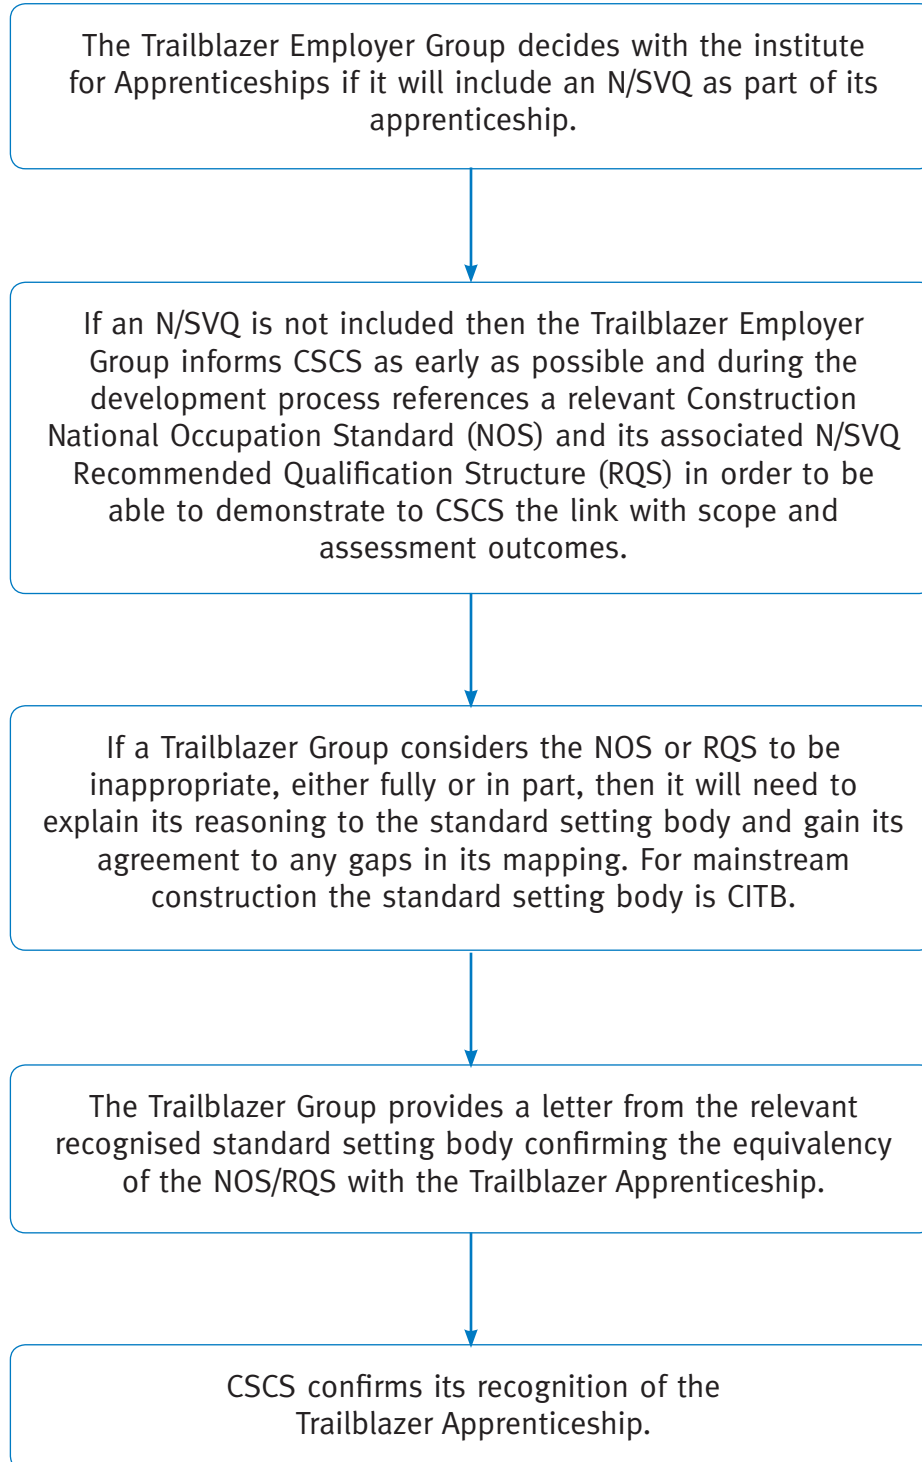 The Trailblazer Employer Group decides with the institute
for Apprenticeships if it will include an N/SVQ as part of its
apprenticeship.
If an N/SVQ is not included then the Trailblazer Employer
Group informs CSCS as early as possible and during the
development process references a relevant Construction
National Occupation Standard (NOS) and its associated N/SVQ
Recommended Qualification Structure (RQS) in order to be
able to demonstrate to CSCS the link with scope and
assessment outcomes.
If a Trailblazer Group considers the NOS or RQS to be
inappropriate, either fully or in part, then it will need to
explain its reasoning to the standard setting body and gain its
agreement to any gaps in its mapping. For mainstream
construction the standard setting body is CITB.
The Trailblazer Group provides a letter from the relevant
recognised standard setting body confirming the equivalency
of the NOS/RQS with the Trailblazer Apprenticeship.
CSCS confirms its recognition of the
Trailblazer Apprenticeship.